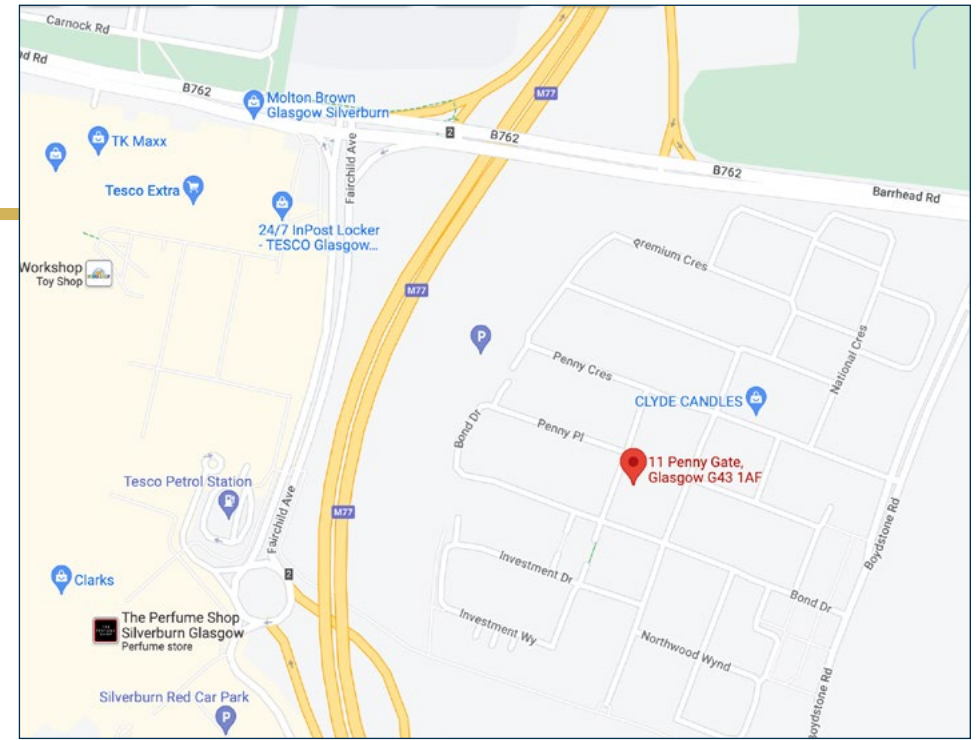 Carnock Rd
ad Rd
B762
M77
Molton Brown
Glasgow Silverburn
2
B762
TK Maxx
Fairchild Ave
B762
Tesco Extra
Barrhead Rd
24/7 InPost Locker
- TESCO Glasgow...
Premium Cres
Workshop
Toy Shop
M77
P
National Cres
Penny Cres
CLYDE CANDLES
Bond Dr
Penny Pl
11 Penny Gate,
Glasgow G43 1AF
Tesco Petrol Station
Fairchild Ave
M77
Boydstone Rd
Clarks
2
Investment Dr
Bond Dr
The Perfume Shop
Silverburn Glasgow
Perfume store
Investment Wy
Northwood Wynd
Silverburn Red Car Park
P
Boydstone Rd